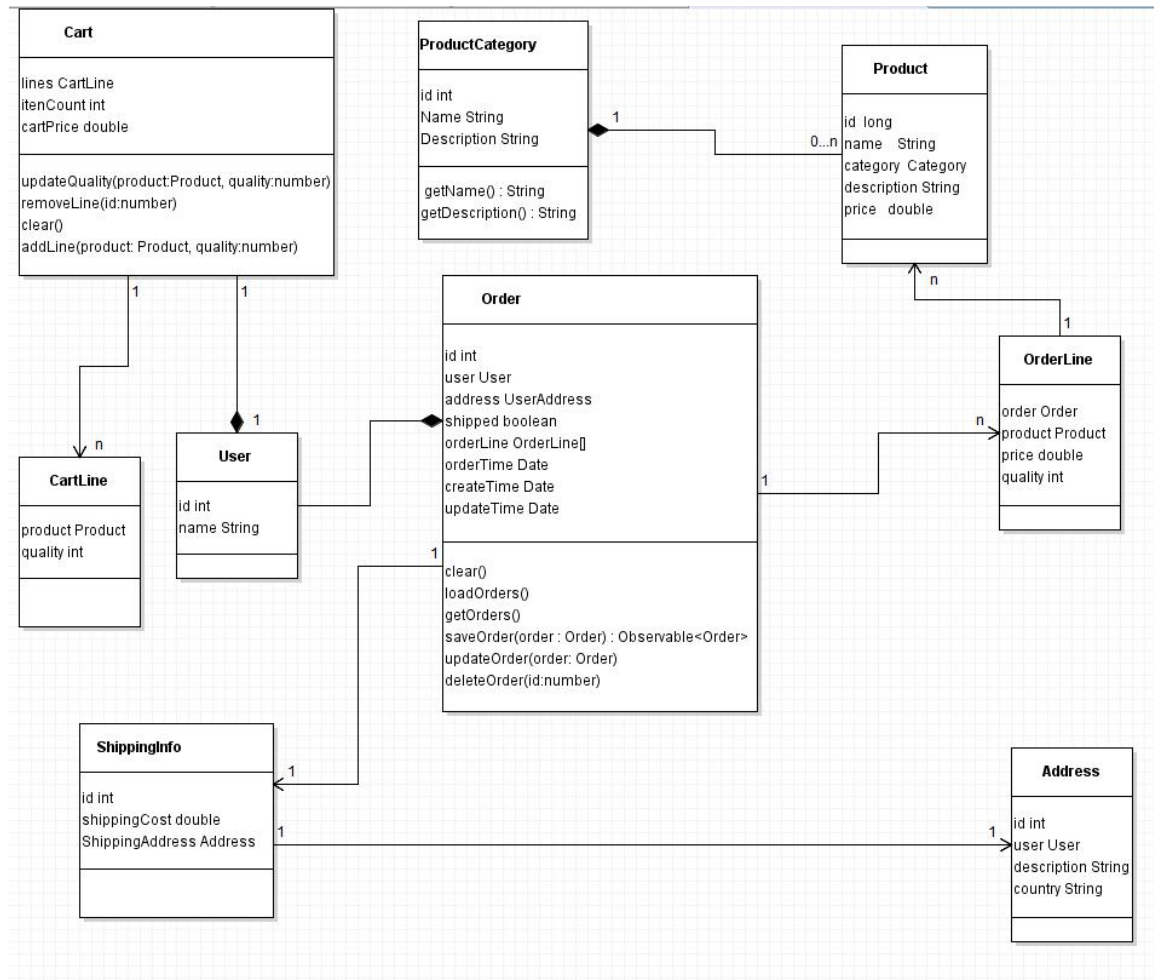 Cart
lines CartLine
itenCount int
cartPrice double
updateQuality(product:Product, quality:number)
removeLine(id:number)
clear()
addLine(product: Product, quality:number)
1
1
ProductCategory
id int
Name String
Description String
getName() : String
getDescription() : String
1
0...n
Product
id long
name String
category Category
description String
price double
n
1
OrderLine
order Order
product Product
price double
quality int
n
1
Order
id int
user User
address UserAddress
shipped boolean
orderLine OrderLine[]
orderTime Date
createTime Date
updateTime Date
clear()
loadOrders()
getOrders()
saveOrder(order : Order) : Observable<Order>
updateOrder(order: Order)
deleteOrder(id:number)
1
1
User
id int
name String
n
CartLine
product Product
quality int
1
ShippingInfo
id int
shippingCost double
ShippingAddress Address
1
1
Address
id int
user User
description String
country String